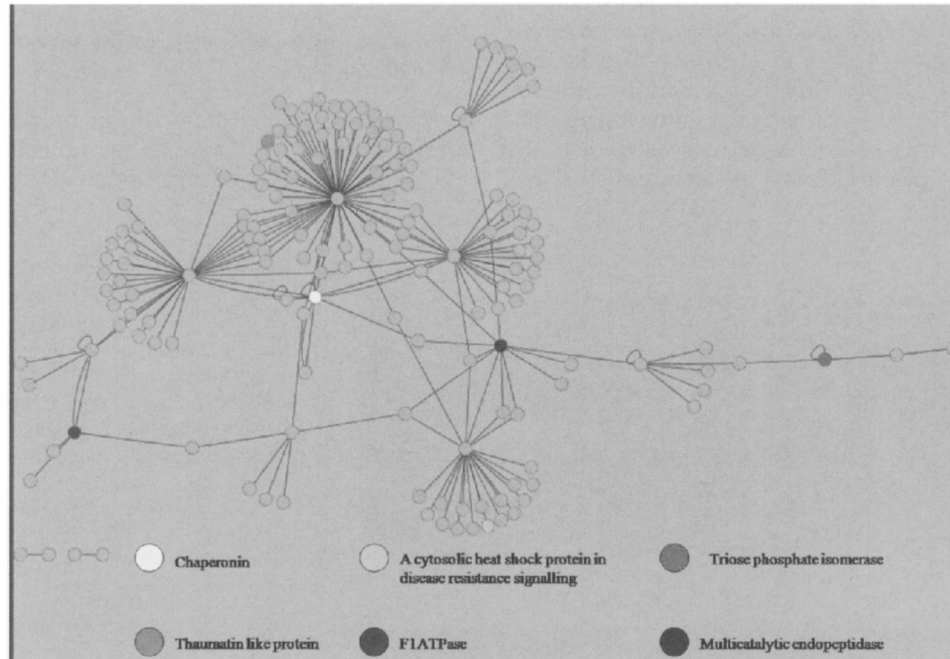 Chaperonin
A cytosolic heat shock protein in
disease resistance signalling
Triose phosphate isomerase
Thaumatin like protein
F1ATPase
Multicatalytic endopeptidase